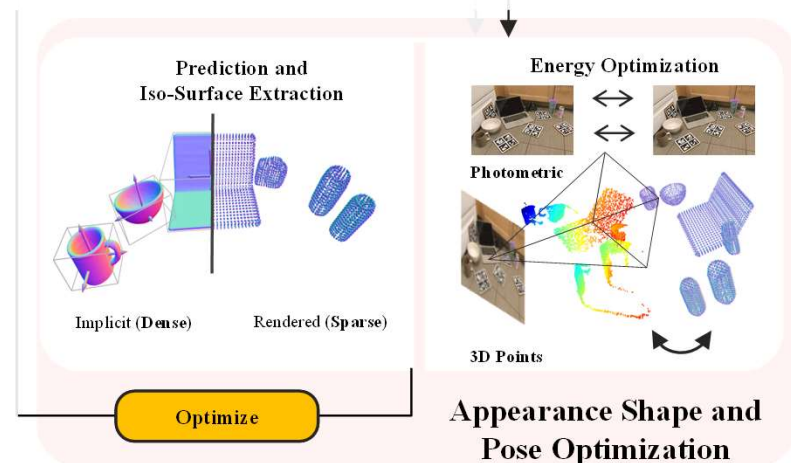 Prediction and
Iso-Surface Extraction
Implicit (Dense)
Rendered (Sparse)
Energy Optimization
Photometric
3D Points
Optimize
Appearance Shape and
Pose Optimization